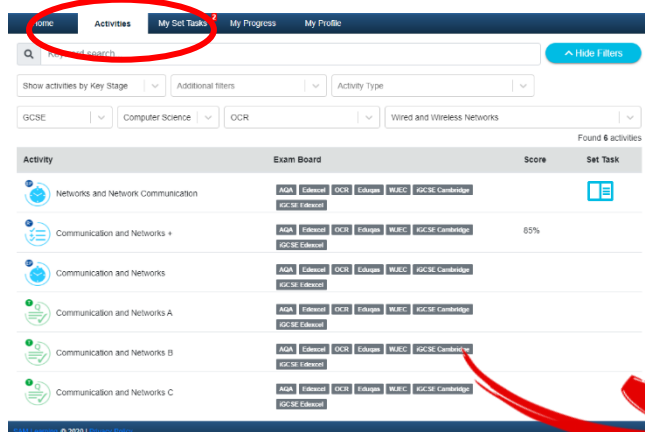 Home Activities My Set Tasks 2 My Progress My Profile
Keyword search Hide Filters
Show activities by Key Stage Additional filters Activity Type
GCSE Computer Science OCR Wired and Wireless Networks
Found 6 activities
Activity Exam Board Score Set Task
Networks and Network Communication AQA Edexcel OCR Eduqas WJEC iGCSE Cambridge
iGCSE Edexcel
Communication and Networks + AQA Edexcel OCR Eduqas WJEC iGCSE Cambridge 85%
iGCSE Edexcel
Communication and Networks AQA Edexcel OCR Eduqas WJEC iGCSE Cambridge
iGCSE Edexcel
Communication and Networks A AQA Edexcel OCR Eduqas WJEC iGCSE Cambridge
iGCSE Edexcel
Communication and Networks B AQA Edexcel OCR Eduqas WJEC iGCSE Cambridge
iGCSE Edexcel
Communication and Networks C AQA Edexcel OCR Eduqas WJEC iGCSE Cambridge
iGCSE Edexcel
© 2020 |